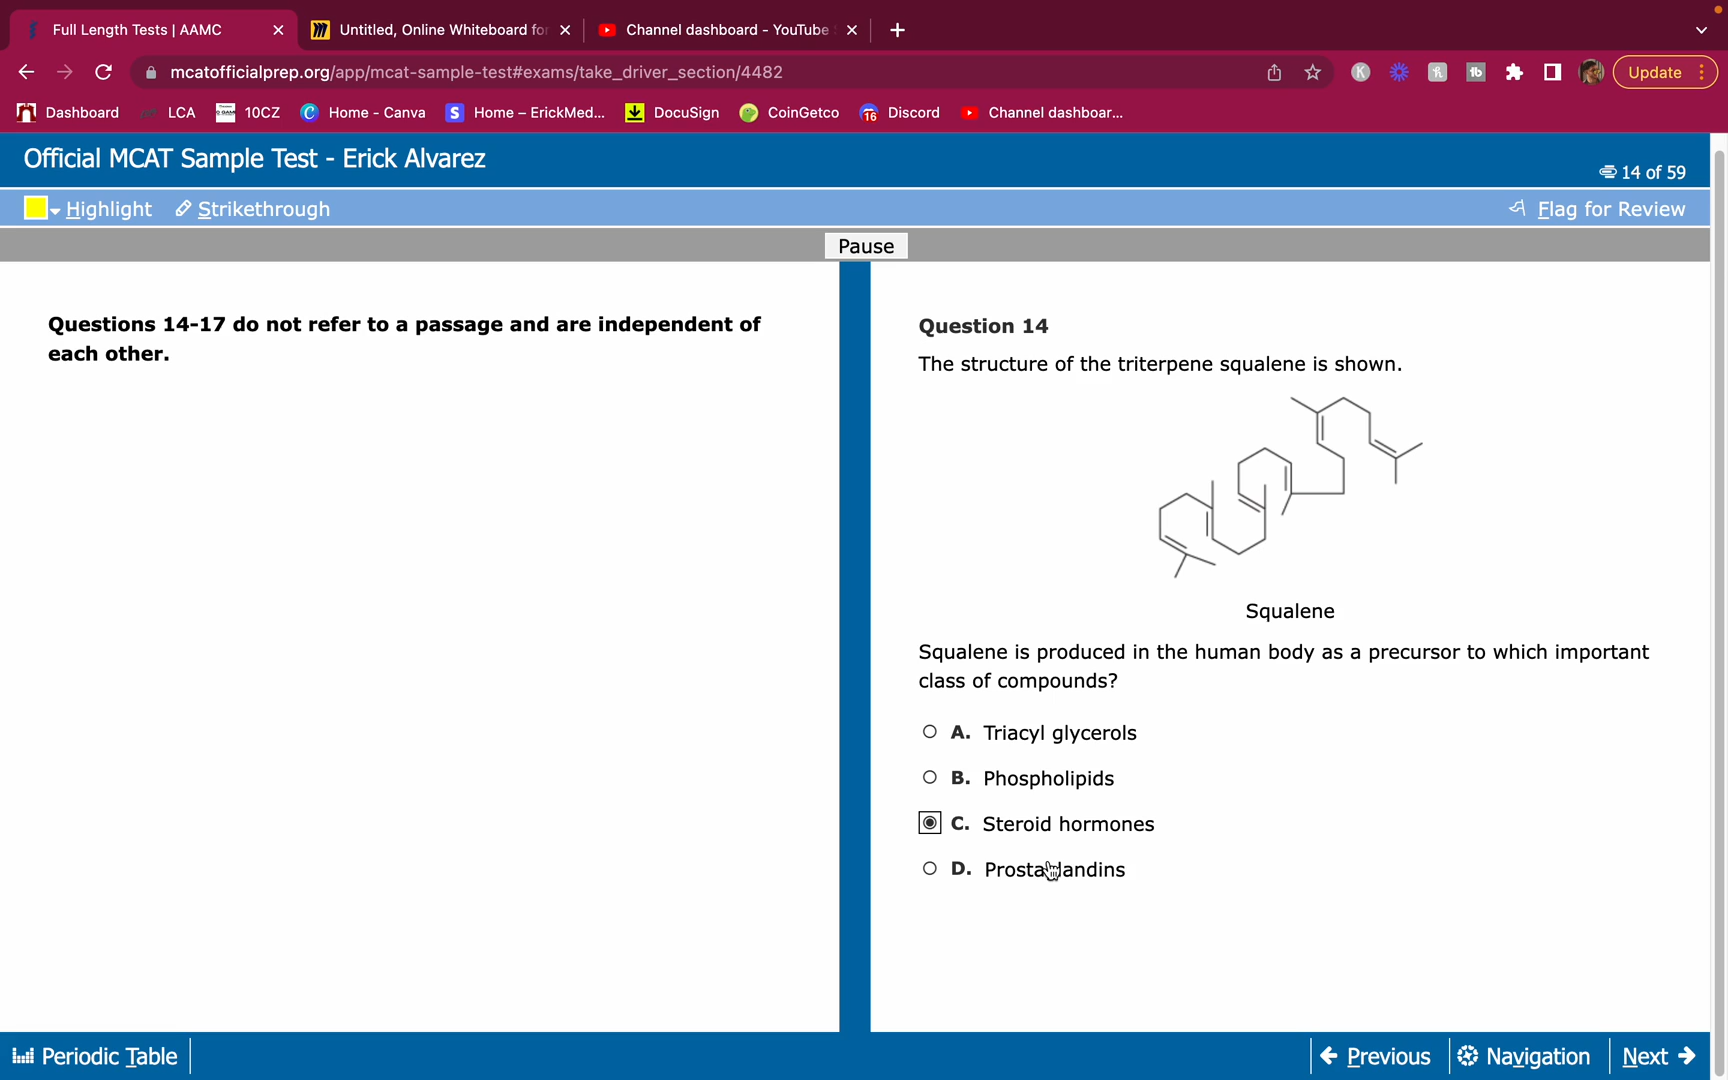 Full Length Tests | AAMC
Untitled, Online Whiteboard for
Channel dashboard - YouTube
mcatofficialprep.org/app/mcat-sample-test#exams/take_driver_section/4482
Update
Dashboard
LCA
10CZ
Home - Canva
Home – ErickMed...
DocuSign
CoinGetco
16
Discord
Channel dashboar...
Official MCAT Sample Test - Erick Alvarez
14 of 59
Highlight
Strikethrough
Flag for Review
Pause
Questions 14-17 do not refer to a passage and are independent of
each other.
Question 14
The structure of the triterpene squalene is shown.
Squalene
Squalene is produced in the human body as a precursor to which important
class of compounds?
A. Triacyl glycerols
B. Phospholipids
C. Steroid hormones
D. Prostaglandins
Periodic Table
Previous
Navigation
Next